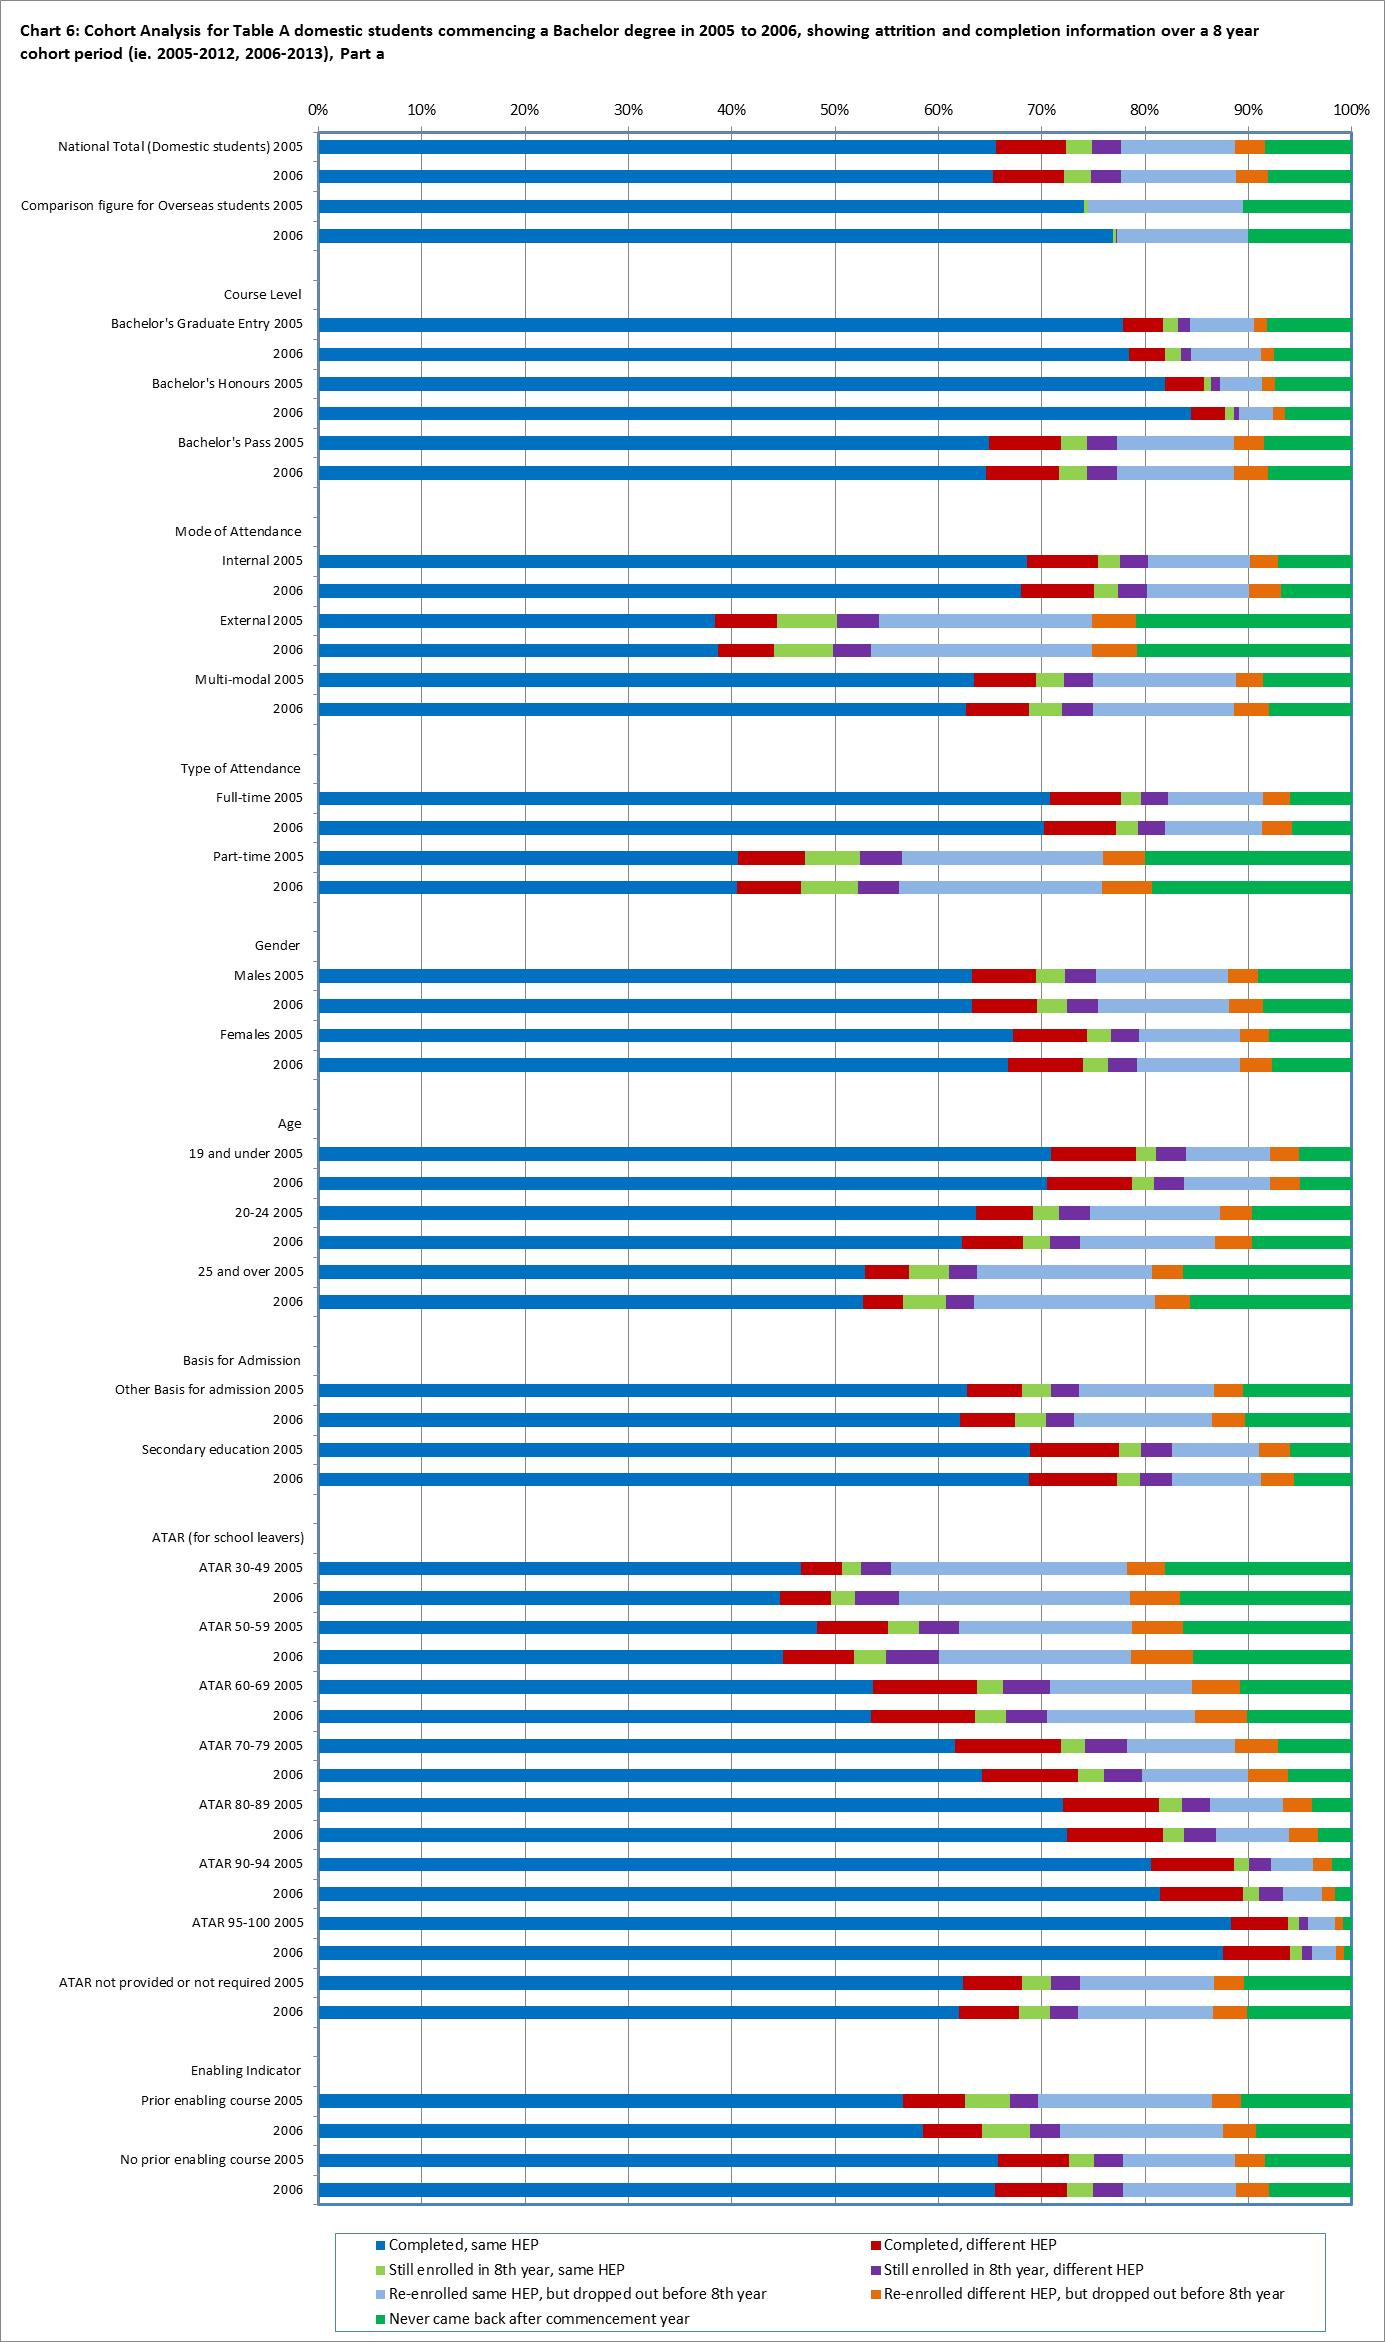 Chart 6: Cohort Analysis for Table A domestic students commencing a Bachelor degree in 2005 to 2006, showing attrition and completion information over a 8 year
cohort period (ie. 2005-2012, 2006-2013), Part a
0% 10% 20% 30% 40% 50% 60% 70% 80% 90% 100%
National Total (Domestic students) 2005
2006
Comparison figure for Overseas students 2005
2006
Course Level
Bachelor's Graduate Entry 2005
2006
Bachelor's Honours 2005
2006
Bachelor's Pass 2005
2006
Mode of Attendance
Internal 2005
2006
External 2005
2006
Multi-modal 2005
2006
Type of Attendance
Full-time 2005
2006
Part-time 2005
2006
Gender
Males 2005
2006
Females 2005
2006
Age
19 and under 2005
2006
20-24 2005
2006
25 and over 2005
2006
Basis for Admission
Other Basis for admission 2005
2006
Secondary education 2005
2006
ATAR (for school leavers)
ATAR 30-49 2005
2006
ATAR 50-59 2005
2006
ATAR 60-69 2005
2006
ATAR 70-79 2005
2006
ATAR 80-89 2005
2006
ATAR 90-94 2005
2006
ATAR 95-100 2005
2006
ATAR not provided or not required 2005
2006
Enabling Indicator
Prior enabling course 2005
2006
No prior enabling course 2005
2006
Completed, same HEP
Completed, different HEP
Still enrolled in 8th year, same HEP
Still enrolled in 8th year, different HEP
Re-enrolled same HEP, but dropped out before 8th year
Re-enrolled different HEP, but dropped out before 8th year
Never came back after commencement year